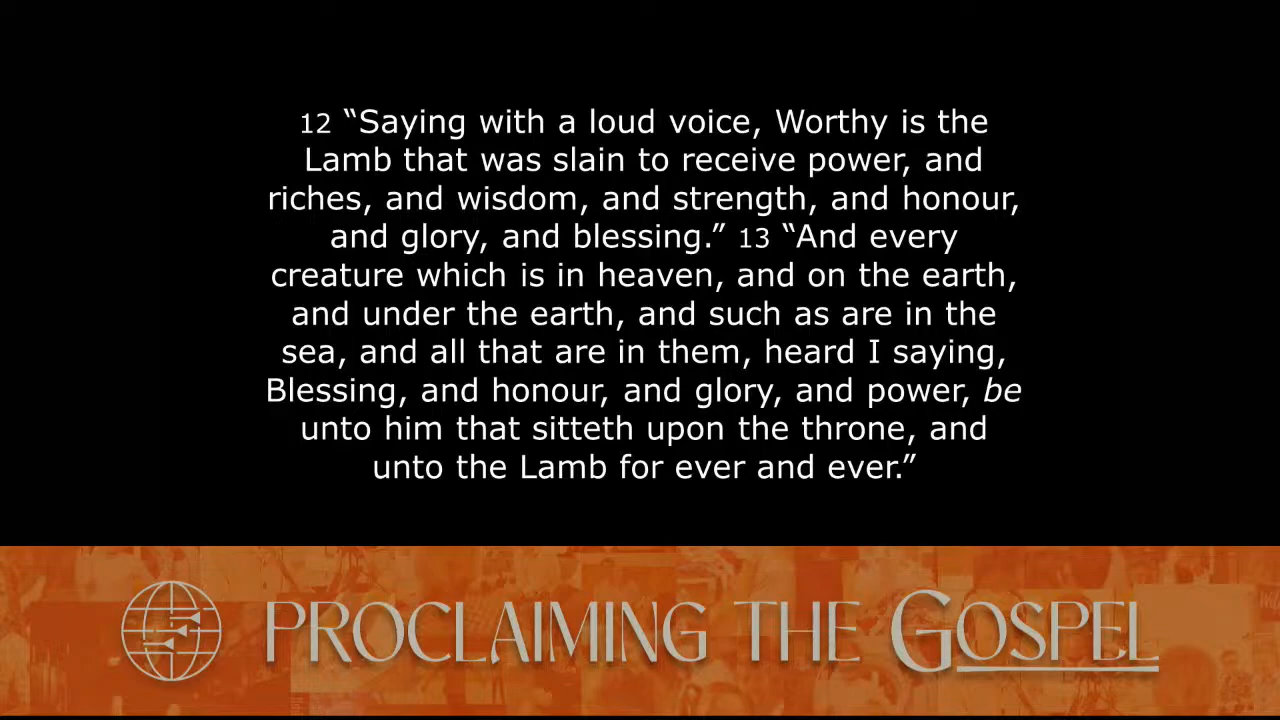 12 “Saying with a loud voice, Worthy is the
Lamb that was slain to receive power, and
riches, and wisdom, and strength, and honour,
and glory, and blessing.” 13 “And every
creature which is in heaven, and on the earth,
and under the earth, and such as are in the
sea, and all that are in them, heard I saying,
Blessing, and honour, and glory, and power, be
unto him that sitteth upon the throne, and
unto the Lamb for ever and ever.”
PROCLAIMING THE GOSPEL